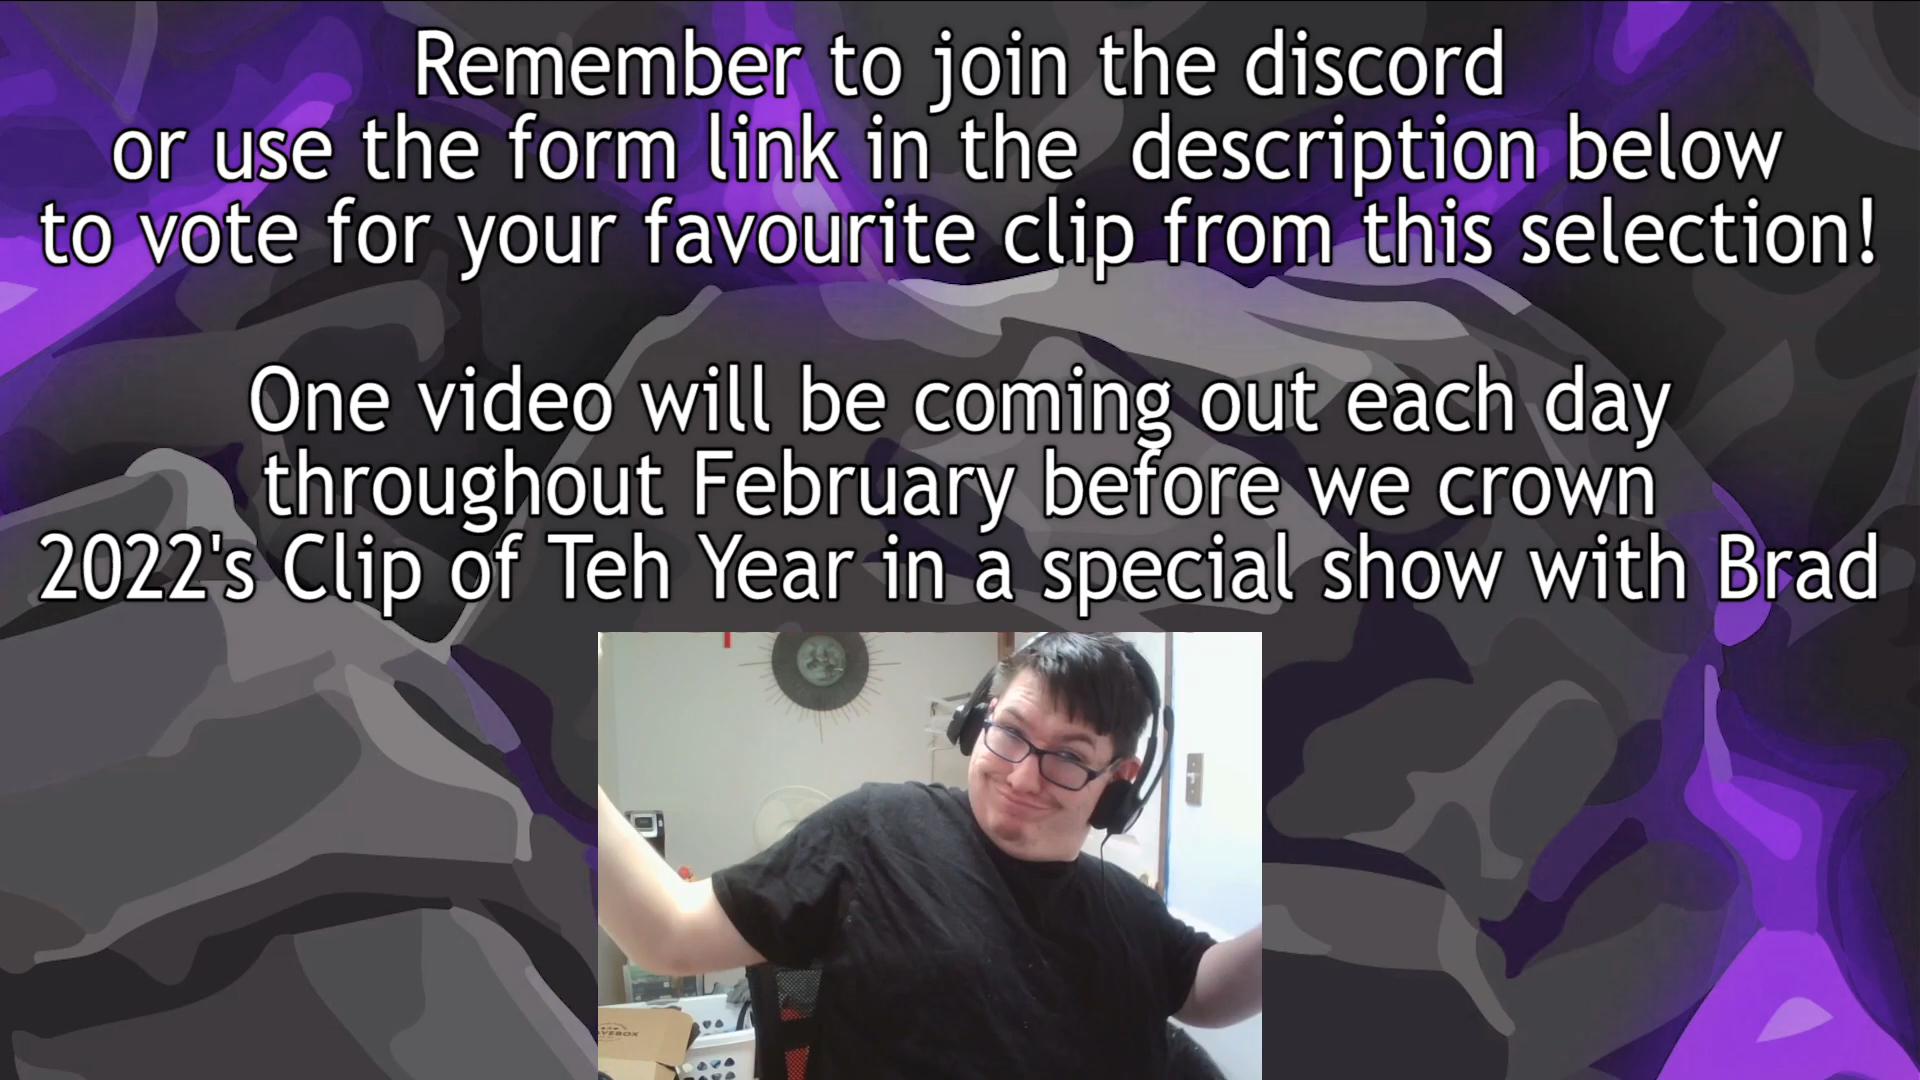 Remember to join the discord
or use the form link in the  description below
to vote for your favourite clip from this selection!
One video will be coming out each day
throughout February before we crown
2022's Clip of Teh Year in a special show with Brad